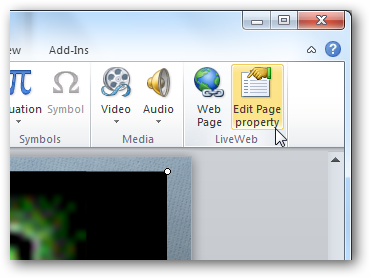 ew Add-Ins
π Ω
uation Symbol Video Audio Web Page Edit Page property
Symbols Media LiveWeb